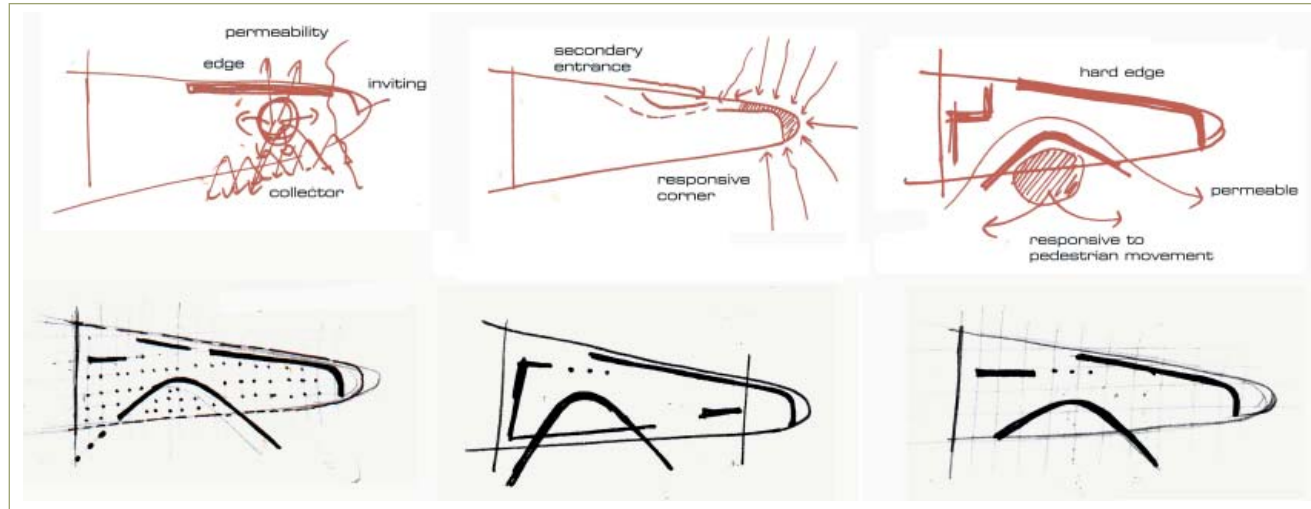 permeability
edge
inviting
collector
secondary
entrance
responsive
corner
hard edge
permeable
responsive to
pedestrian movement